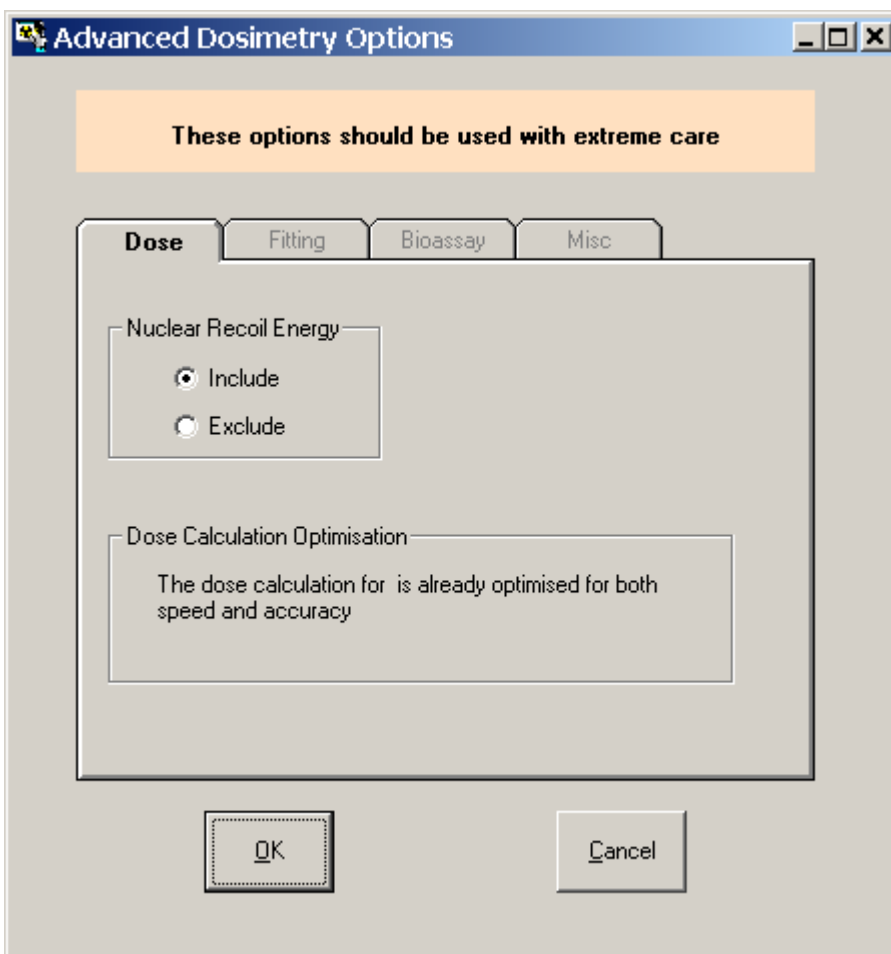 Advanced Dosimetry Options
These options should be used with extreme care
Dose
Fitting
Bioassay
Misc
Nuclear Recoil Energy
Include
Exclude
Dose Calculation Optimisation
The dose calculation for  is already optimised for both
speed and accuracy
OK
Cancel